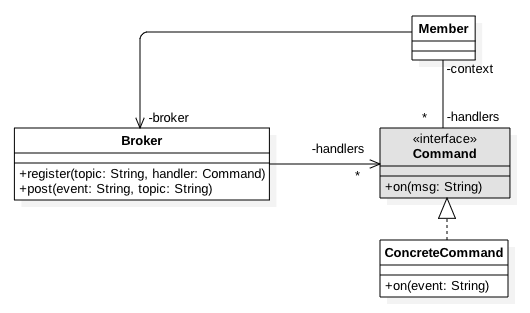 Member
-context
-broker
* -handlers
Broker
+register(topic: String, handler: Command)
+post(event: String, topic: String)
-handlers
*
«interface»
Command
+on(msg: String)
ConcreteCommand
+on(event: String)